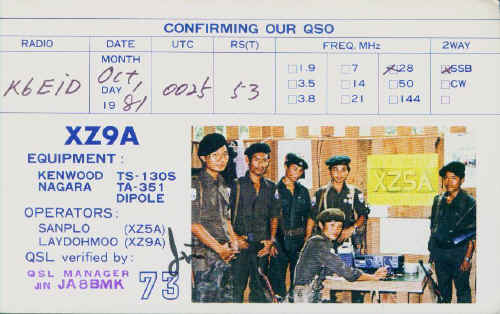 CONFIRMING OUR QSO
RADIO DATE UTC RS(T) FREQ. MHz 2WAY
K6EID MONTH Oct, DAY 1 1981 0025 53
□1.9 □7 □28 □SSB
□3.5 □14 □50 □CW
□3.8 □21 □144
XZ9A
EQUIPMENT :
KENWOOD TS-130S
NAGARA TA-351
DIPOLE
OPERATORS:
SANPLO (XZ5A)
LAYDOHMOO (XZ9A)
QSL verified by: Jin
QSL MANAGER
JIN JA8BMK 73
XZ5A